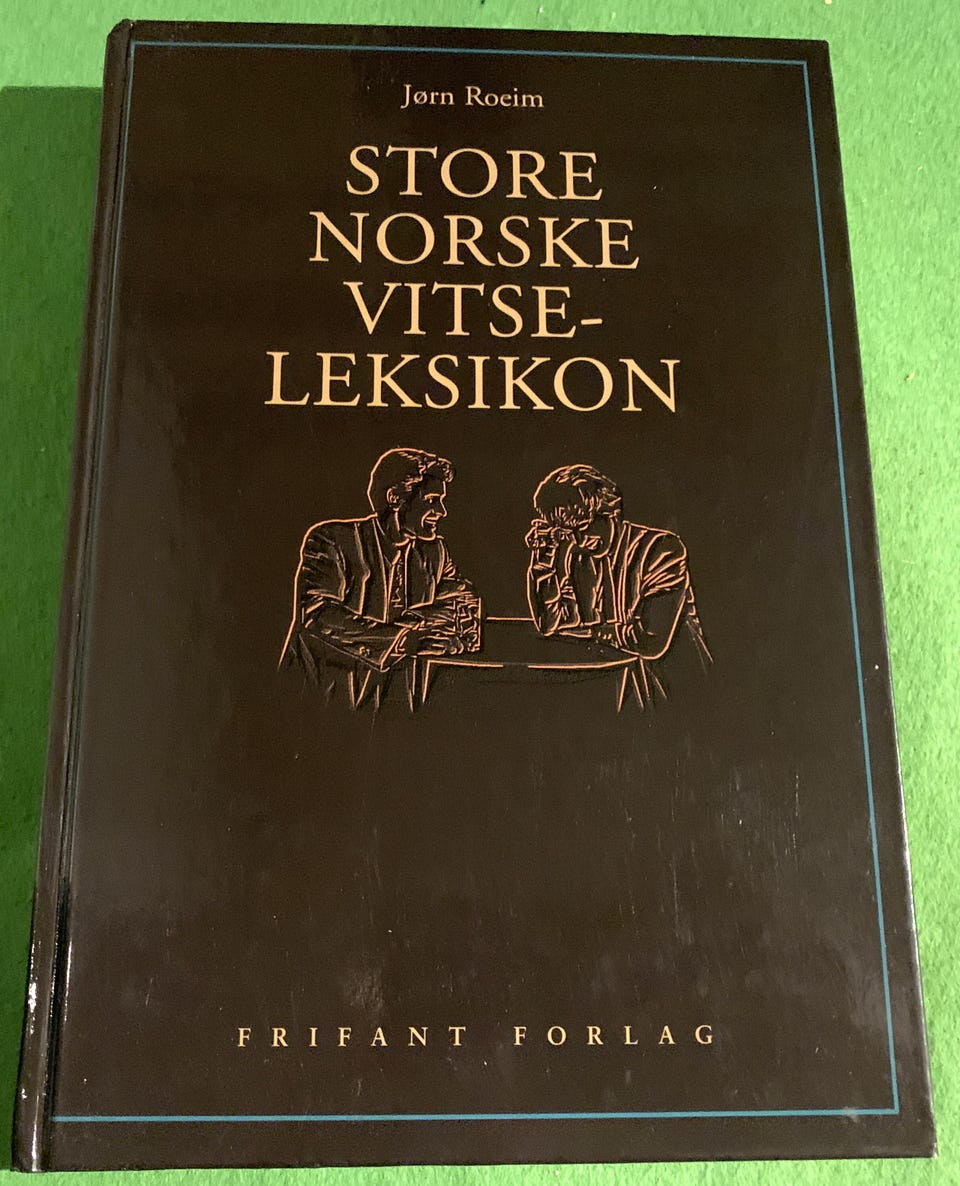 Jørn Roeim
STORE
NORSKE
VITSE-
LEKSIKON
FRIFANT FORLAG